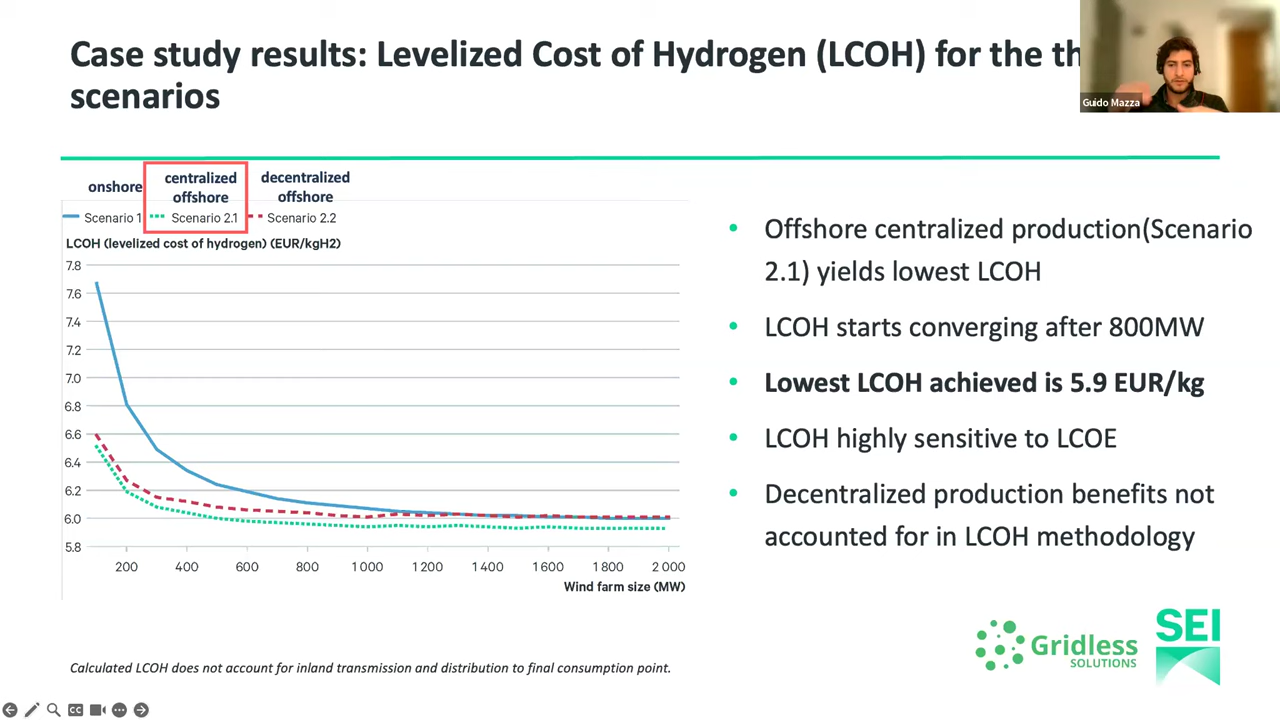 Case study results: Levelized Cost of Hydrogen (LCOH) for the th
scenarios
Guido Mazza
onshore
centralized
offshore
decentralized
offshore
Scenario 1
Scenario 2.1
Scenario 2.2
LCOH (levelized cost of hydrogen) (EUR/kgH2)
7.8
7.6
7.4
7.2
7.0
6.8
6.6
6.4
6.2
6.0
5.8
200 400 600 800 1 000 1 200 1 400 1 600 1 800 2 000
Wind farm size (MW)
• Offshore centralized production(Scenario
2.1) yields lowest LCOH
• LCOH starts converging after 800MW
• Lowest LCOH achieved is 5.9 EUR/kg
• LCOH highly sensitive to LCOE
• Decentralized production benefits not
accounted for in LCOH methodology
Calculated LCOH does not account for inland transmission and distribution to final consumption point.
Gridless
SOLUTIONS
SEI
CC